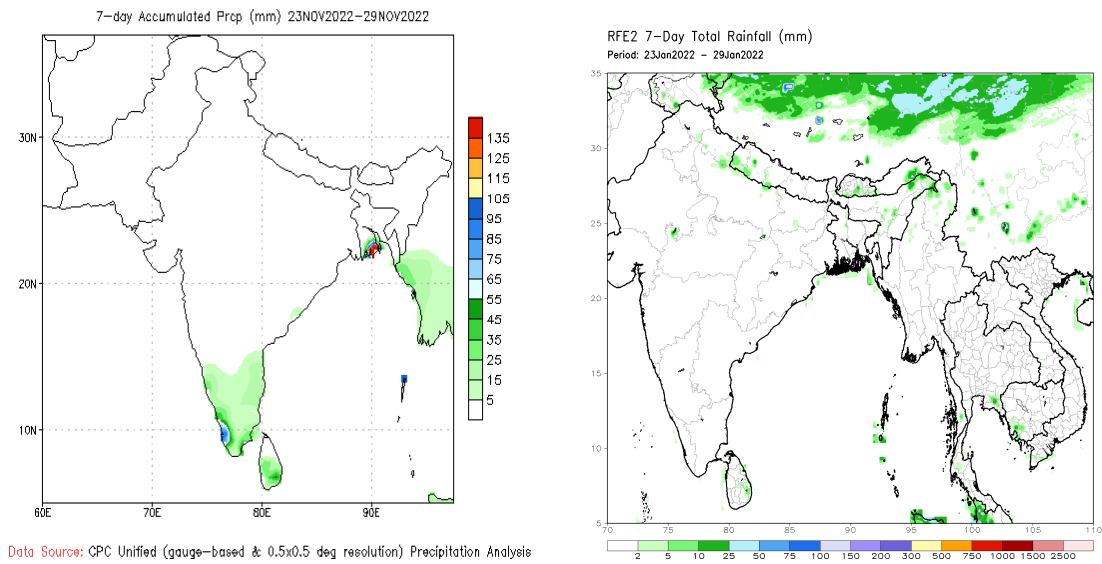 7-day Accumulated Prcp (mm) 23NOV2022-29NOV2022
30N
20N
10N
60E 70E 80E 90E
135
125
115
105
95
85
75
65
55
45
35
25
15
5
Data Source: CPC Unified (gauge-based & 0.5x0.5 deg resolution) Precipitation Analysis
RFE2 7-Day Total Rainfall (mm)
Period: 23Jan2022 - 29Jan2022
35
30
25
20
15
10
5
70 75 80 85 90 95 100 105 110
2 5 10 25 50 75 100 150 200 300 500 750 1000 1500 2500